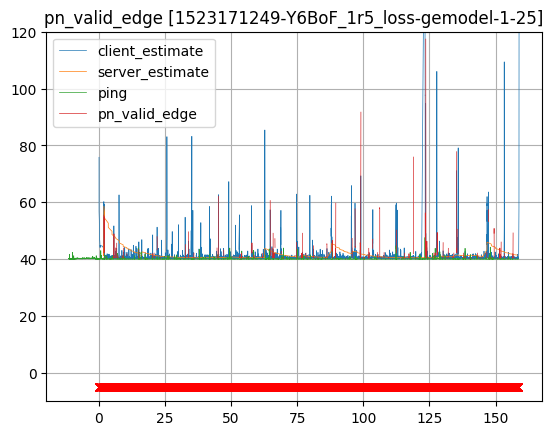 pn_valid_edge [1523171249-Y6BoF_1r5_loss-gemodel-1-25]
120
client_estimate
server_estimate
ping
pn_valid_edge
100
80
60
40
20
0
0 25 50 75 100 125 150